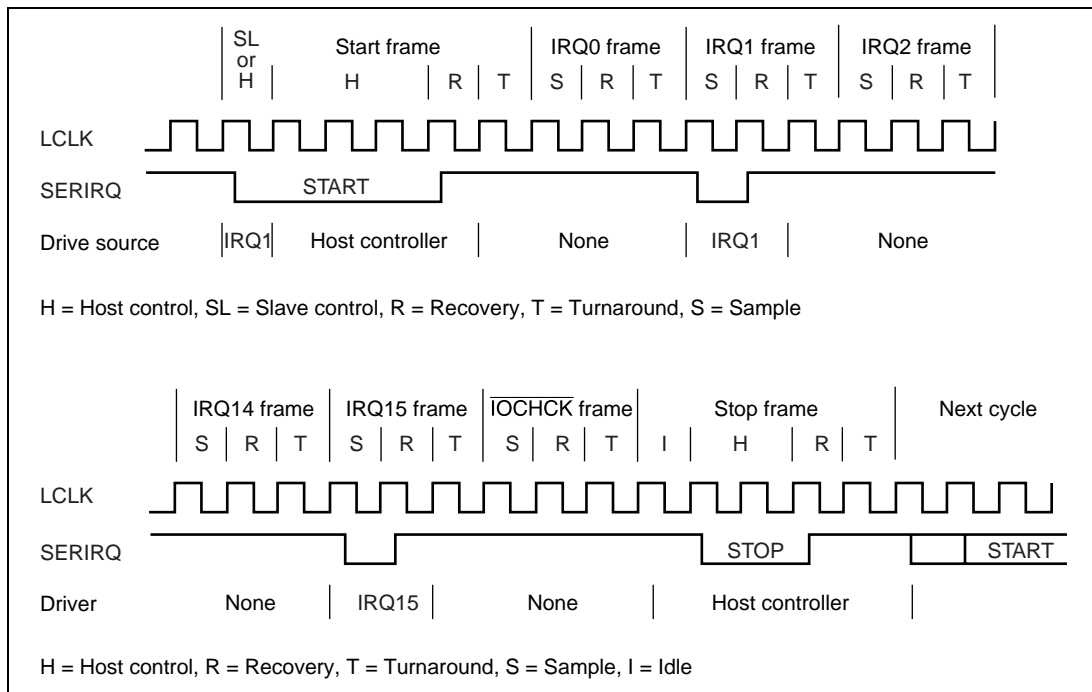 SL
or
H
Start frame
IRQ0 frame
IRQ1 frame
IRQ2 frame
H
R
T
S
R
T
S
R
T
S
R
T
LCLK
SERIRQ
START
Drive source
IRQ1
Host controller
None
IRQ1
None
H = Host control, SL = Slave control, R = Recovery, T = Turnaround, S = Sample
IRQ14 frame
IRQ15 frame
IOCHCK frame
Stop frame
Next cycle
S
R
T
S
R
T
S
R
T
I
H
R
T
LCLK
SERIRQ
STOP
START
Driver
None
IRQ15
None
Host controller
H = Host control, R = Recovery, T = Turnaround, S = Sample, I = Idle